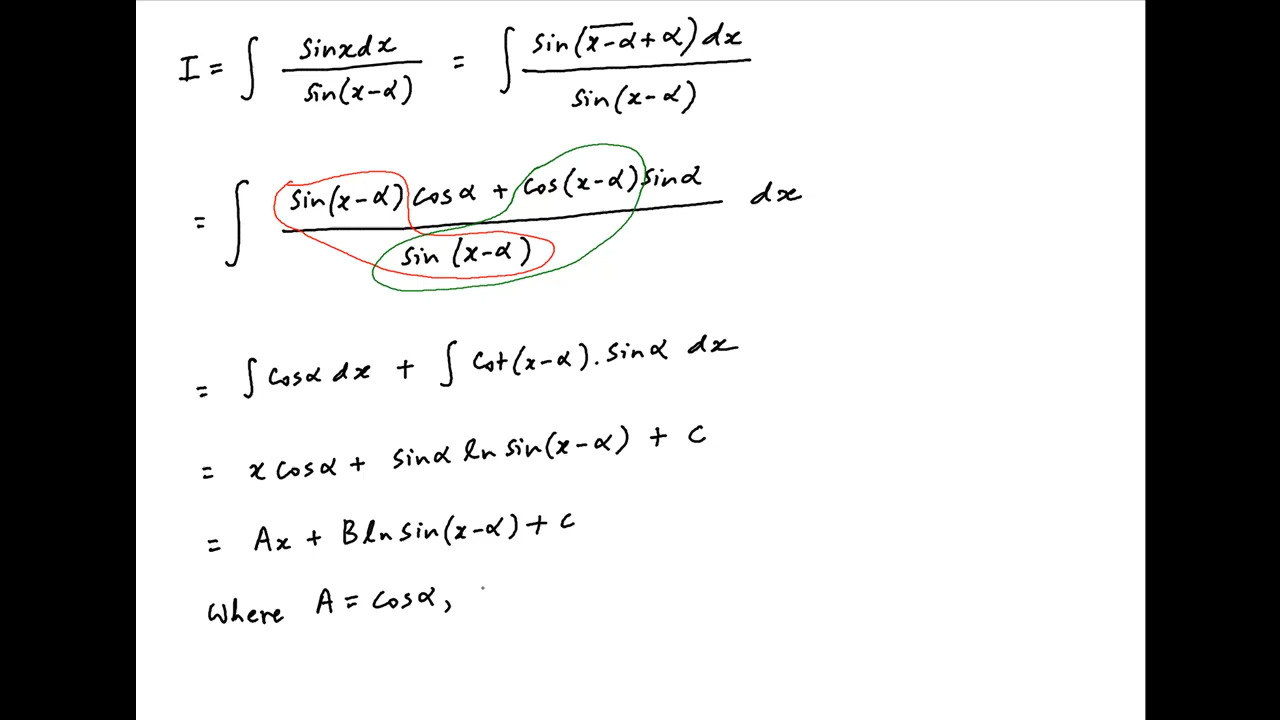 I = ∫ sinx dx / sin(x-α) = ∫ sin(x-α+α) dx / sin(x-α)
= ∫ sin(x-α) cosα + cos(x-α) sinα / sin(x-α) dx
= ∫ cosα dx + ∫ cot(x-α). sinα dx
= x cosα + sinα ln sin(x-α) + c
= Ax + B ln sin(x-α) + c
where A = cosα,